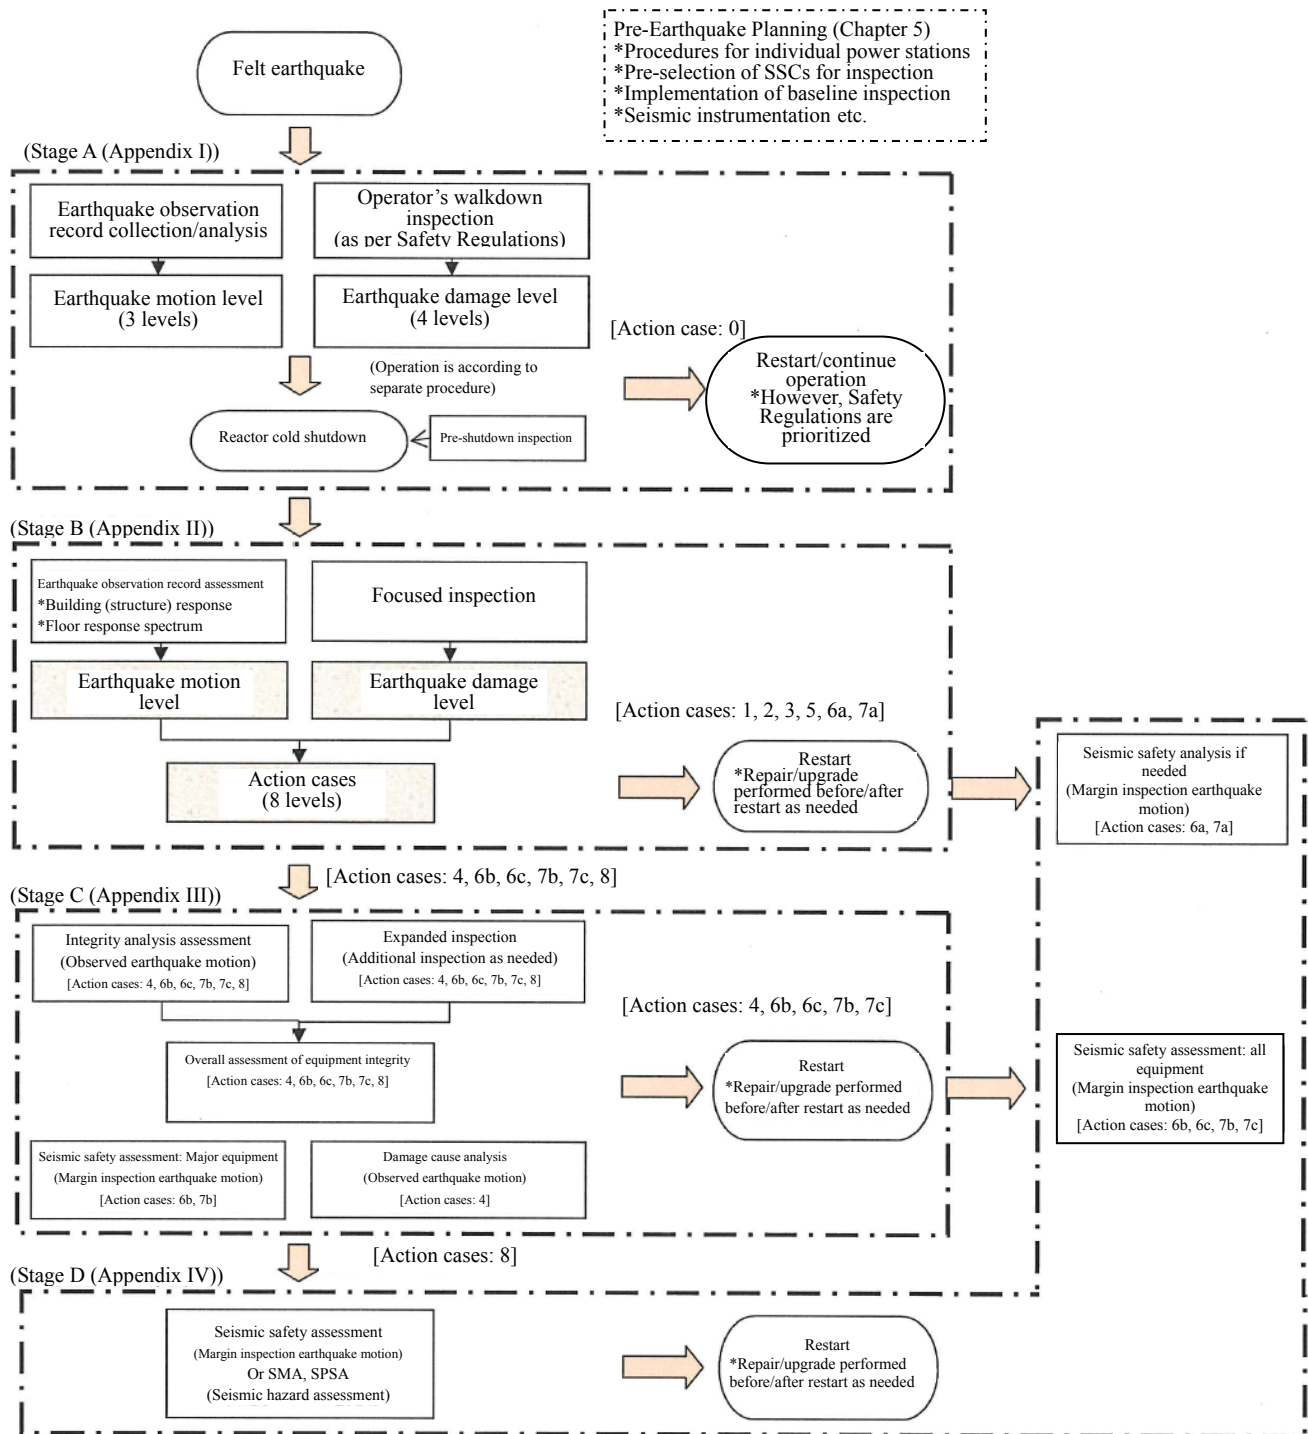 Pre-Earthquake Planning (Chapter 5)
*Procedures for individual power stations
*Pre-selection of SSCs for inspection
*Implementation of baseline inspection
*Seismic instrumentation etc.
Felt earthquake
(Stage A (Appendix I))
Earthquake observation
record collection/analysis
Operator's walkdown
inspection
(as per Safety Regulations)
Earthquake motion level
(3 levels)
Earthquake damage level
(4 levels)
[Action case: 0]
(Operation is according to
separate procedure)
Restart/continue
operation
*However, Safety
Regulations are
prioritized
Reactor cold shutdown
Pre-shutdown inspection
(Stage B (Appendix II))
Earthquake observation record assessment
*Building (structure) response
*Floor response spectrum
Focused inspection
Earthquake motion
level
Earthquake damage
level
[Action cases: 1, 2, 3, 5, 6a, 7a]
Action cases
(8 levels)
Restart
*Repair/upgrade
performed before/after
restart as needed
Seismic safety analysis if
needed
(Margin inspection earthquake
motion)
[Action cases: 6a, 7a]
[Action cases: 4, 6b, 6c, 7b, 7c, 8]
(Stage C (Appendix III))
Integrity analysis assessment
(Observed earthquake motion)
[Action cases: 4, 6b, 6c, 7b, 7c, 8]
Expanded inspection
(Additional inspection as needed)
[Action cases: 4, 6b, 6c, 7b, 7c, 8]
[Action cases: 4, 6b, 6c, 7b, 7c]
Overall assessment of equipment integrity
[Action cases: 4, 6b, 6c, 7b, 7c, 8]
Restart
*Repair/upgrade performed
before/after restart as needed
Seismic safety assessment: all
equipment
(Margin inspection earthquake
motion)
[Action cases: 6b, 6c, 7b, 7c]
Seismic safety assessment: Major equipment
(Margin inspection earthquake motion)
[Action cases: 6b, 7b]
Damage cause analysis
(Observed earthquake motion)
[Action cases: 4]
[Action cases: 8]
(Stage D (Appendix IV))
Seismic safety assessment
(Margin inspection earthquake motion)
Or SMA, SPSA
(Seismic hazard assessment)
Restart
*Repair/upgrade performed
before/after restart as needed